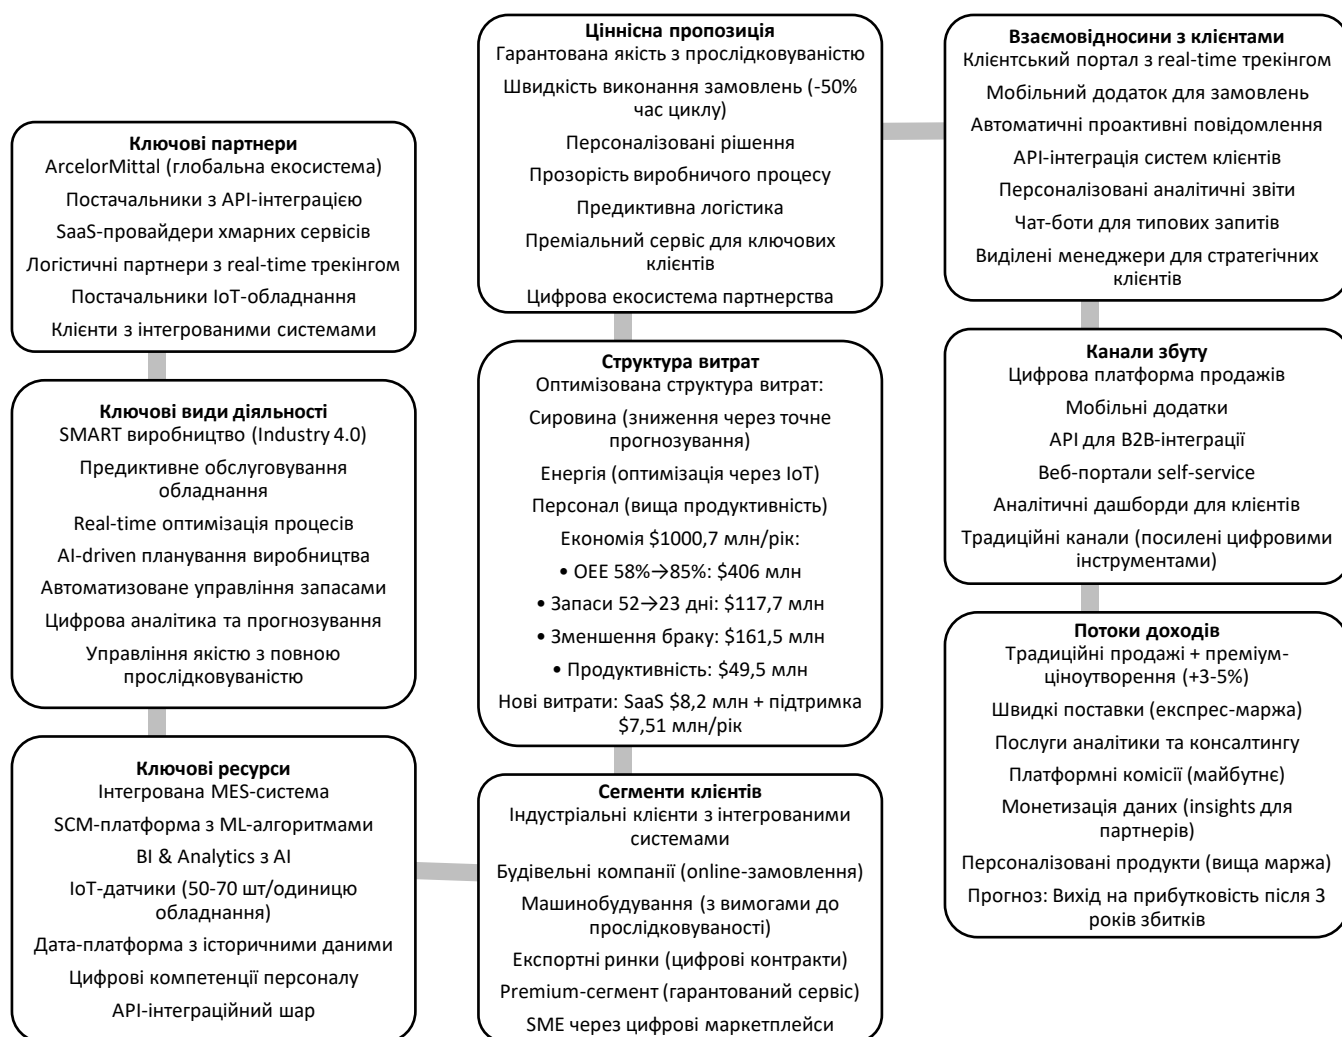 Ключові партнери
ArcelorMittal (глобальна екосистема)
Постачальники з API-інтеграцією
SaaS-провайдери хмарних сервісів
Логістичні партнери з real-time трекінгом
Постачальники IoT-обладнання
Клієнти з інтегрованими системами
Ключові види діяльності
SMART виробництво (Industry 4.0)
Предиктивне обслуговування
обладнання
Real-time оптимізація процесів
AI-driven планування виробництва
Автоматизоване управління запасами
Цифрова аналітика та прогнозування
Управління якістю з повною
прослідковуваністю
Ключові ресурси
Інтегрована MES-система
SCM-платформа з ML-алгоритмами
BI & Analytics з AI
IoT-датчики (50-70 шт/одиницю
обладнання)
Дата-платформа з історичними даними
Цифрові компетенції персоналу
API-інтеграційний шар
Ціннісна пропозиція
Гарантована якість з прослідковуваністю
Швидкість виконання замовлень (-50%
час циклу)
Персоналізовані рішення
Прозорість виробничого процесу
Предиктивна логістика
Преміальний сервіс для ключових
клієнтів
Цифрова екосистема партнерства
Структура витрат
Оптимізована структура витрат:
Сировина (зниження через точне
прогнозування)
Енергія (оптимізація через IoT)
Персонал (вища продуктивність)
Економія $1000,7 млн/рік:
• OEE 58%→85%: $406 млн
• Запаси 52→23 дні: $117,7 млн
• Зменшення браку: $161,5 млн
• Продуктивність: $49,5 млн
Нові витрати: SaaS $8,2 млн + підтримка
$7,51 млн/рік
Сегменти клієнтів
Індустріальні клієнти з інтегрованими
системами
Будівельні компанії (online-замовлення)
Машинобудування (з вимогами до
прослідковуваності)
Експортні ринки (цифрові контракти)
Premium-сегмент (гарантований сервіс)
SME через цифрові маркетплейси
Взаємовідносини з клієнтами
Клієнтський портал з real-time трекінгом
Мобільний додаток для замовлень
Автоматичні проактивні повідомлення
API-інтеграція систем клієнтів
Персоналізовані аналітичні звіти
Чат-боти для типових запитів
Виділені менеджери для стратегічних
клієнтів
Канали збуту
Цифрова платформа продажів
Мобільні додатки
API для B2B-інтеграції
Веб-портали self-service
Аналітичні дашборди для клієнтів
Традиційні канали (посилені цифровими
інструментами)
Потоки доходів
Традиційні продажі + преміум-
ціноутворення (+3-5%)
Швидкі поставки (експрес-маржа)
Послуги аналітики та консалтингу
Платформні комісії (майбутнє)
Монетизація даних (insights для
партнерів)
Персоналізовані продукти (вища маржа)
Прогноз: Вихід на прибутковість після 3
років збитків